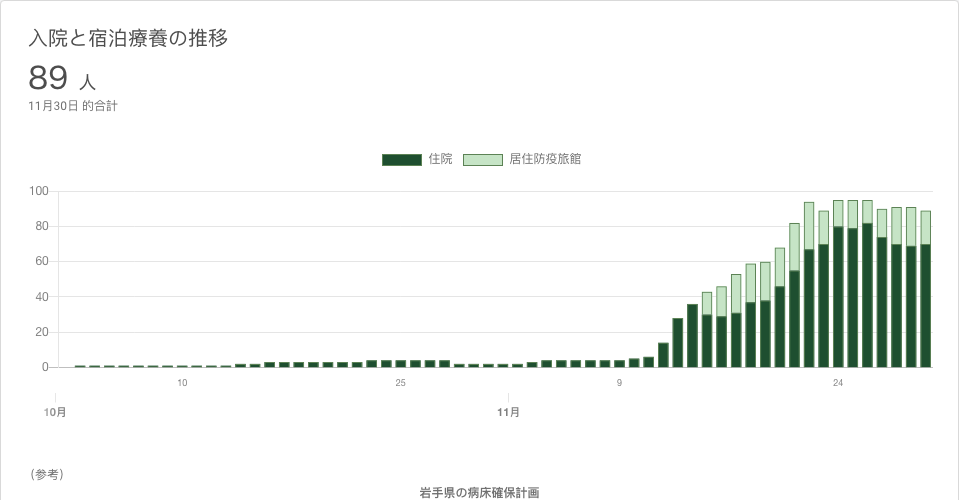 入院と宿泊療養の推移
89 人
11月30日 的合計
住院 居住防疫旅館
100
80
60
40
20
0
10 25 9 24
10月 11月
(参考)
岩手県の病床確保計画